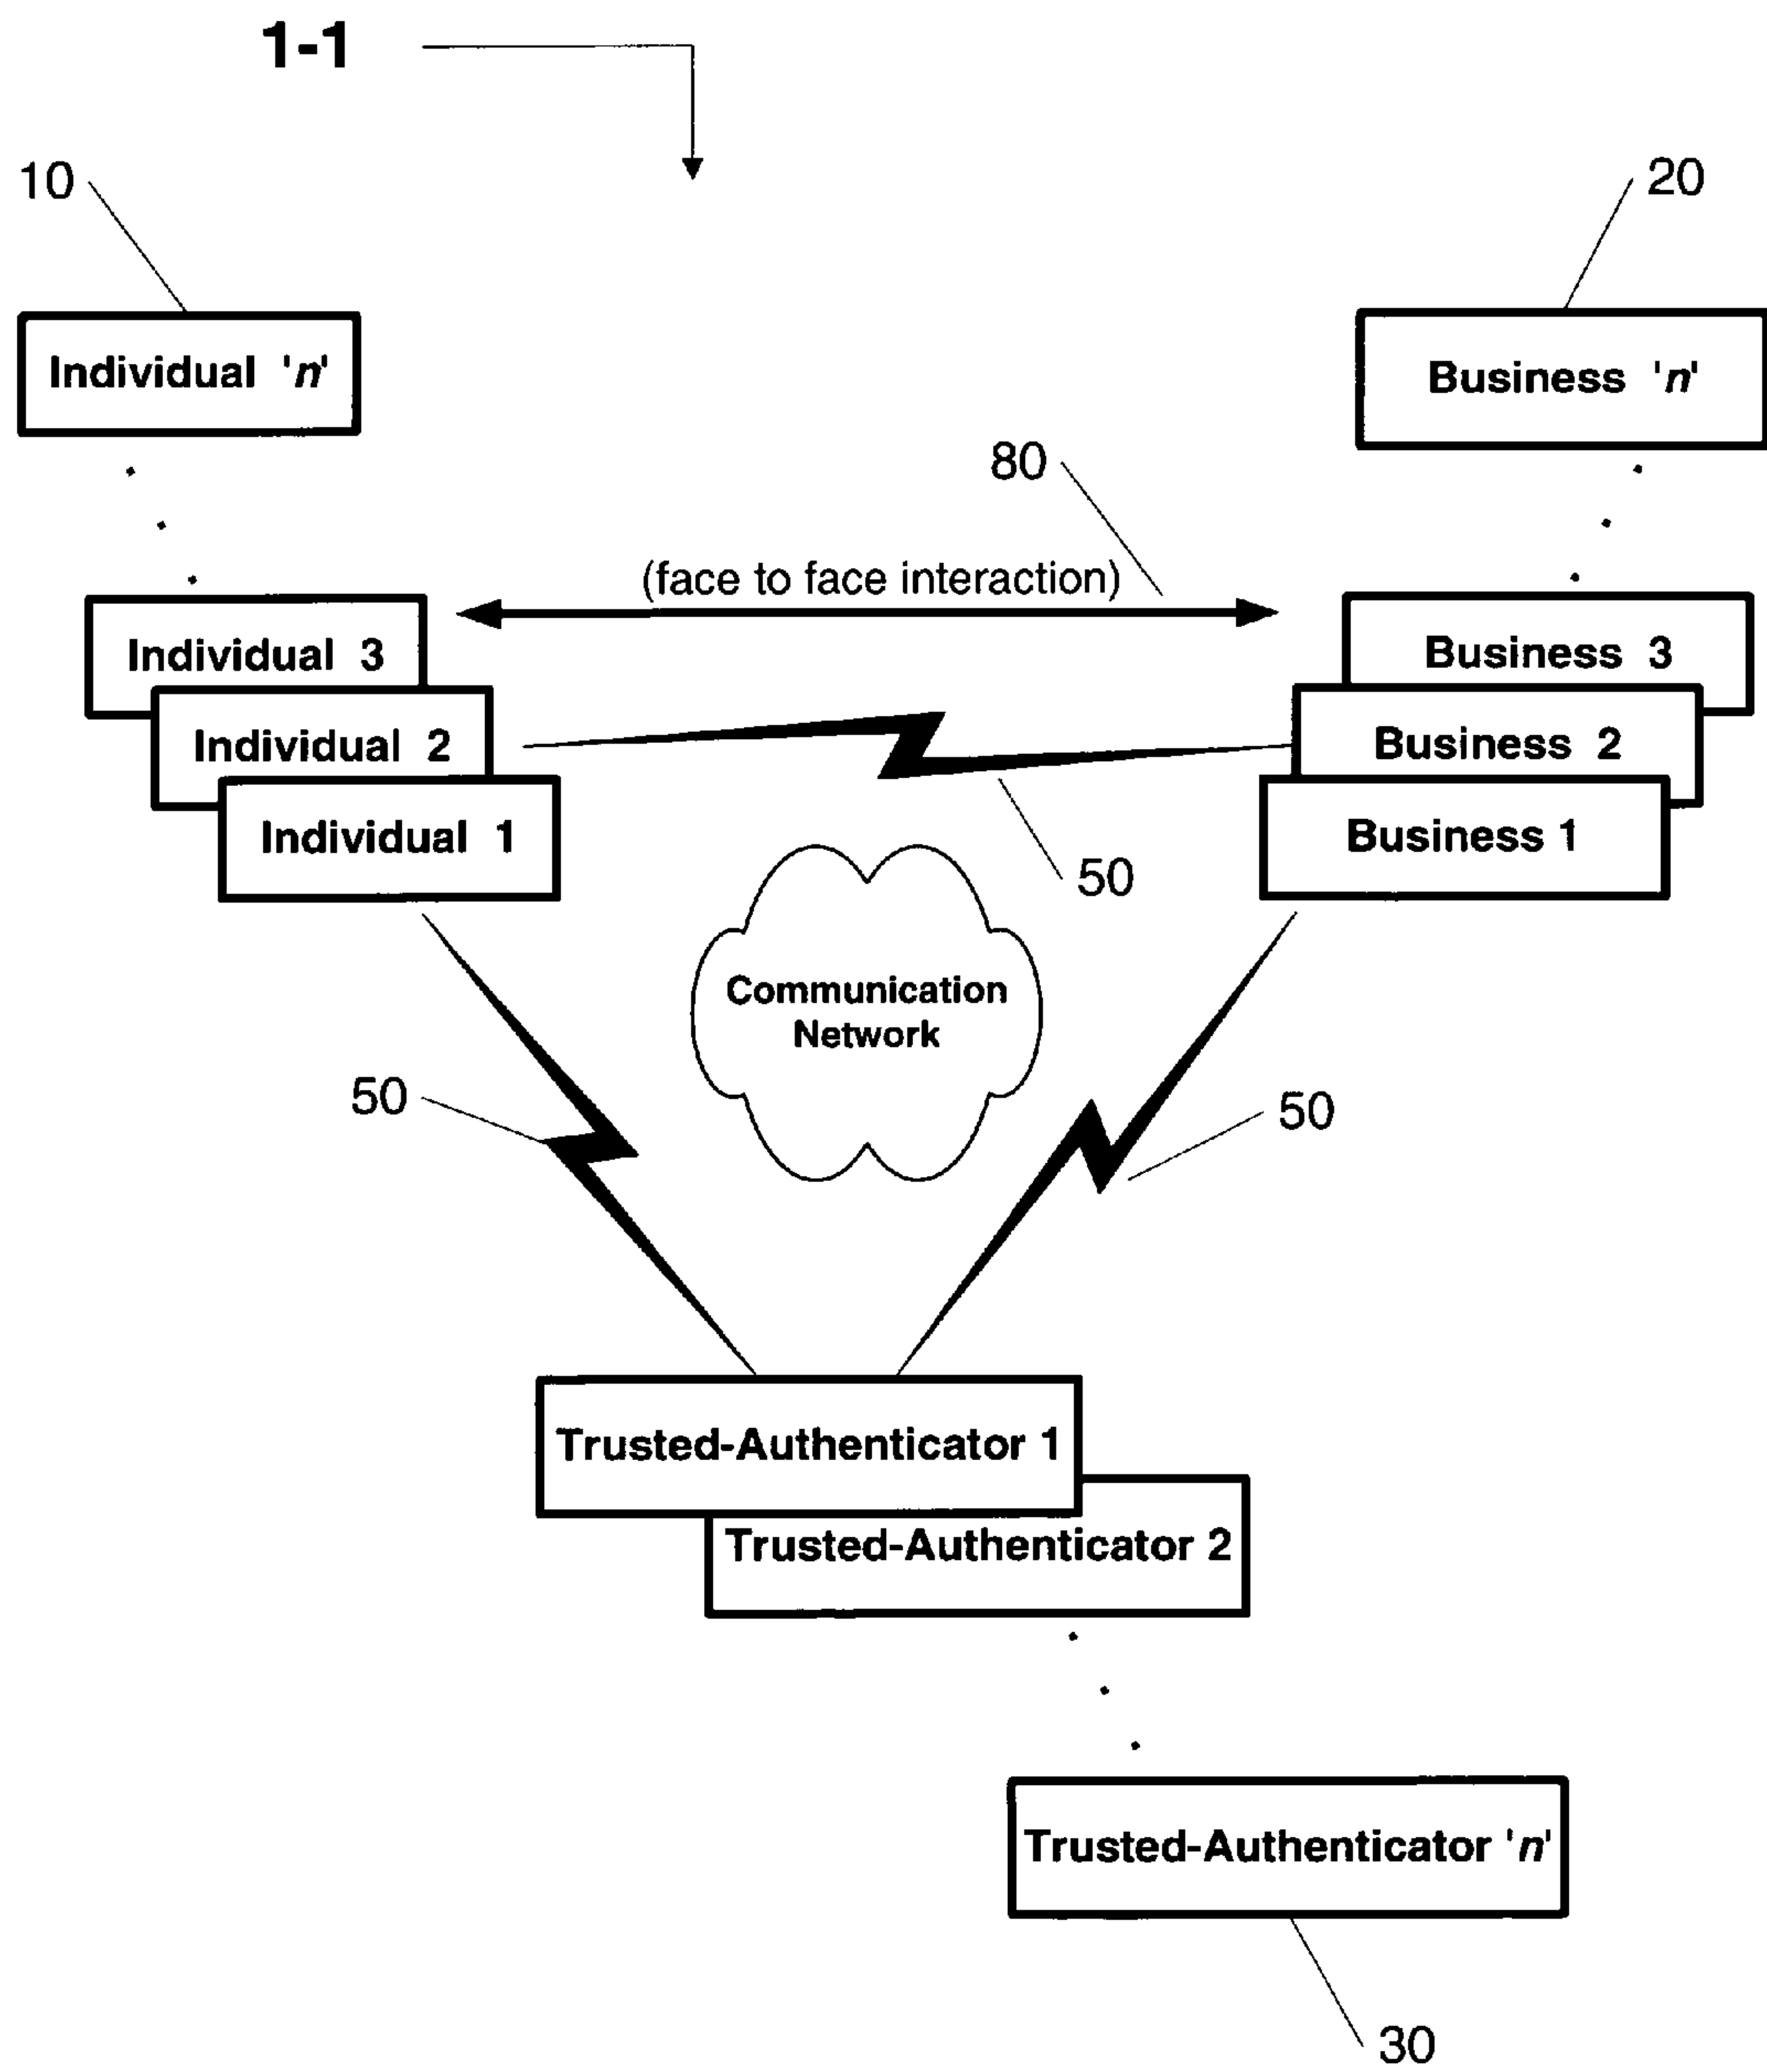 1-1
10
20
Individual 'n'
Business 'n'
80
(face to face interaction)
Individual 3
Business 3
Individual 2
Business 2
Individual 1
Business 1
50
Communication
Network
50
50
Trusted-Authenticator 1
Trusted-Authenticator 2
Trusted-Authenticator 'n'
30